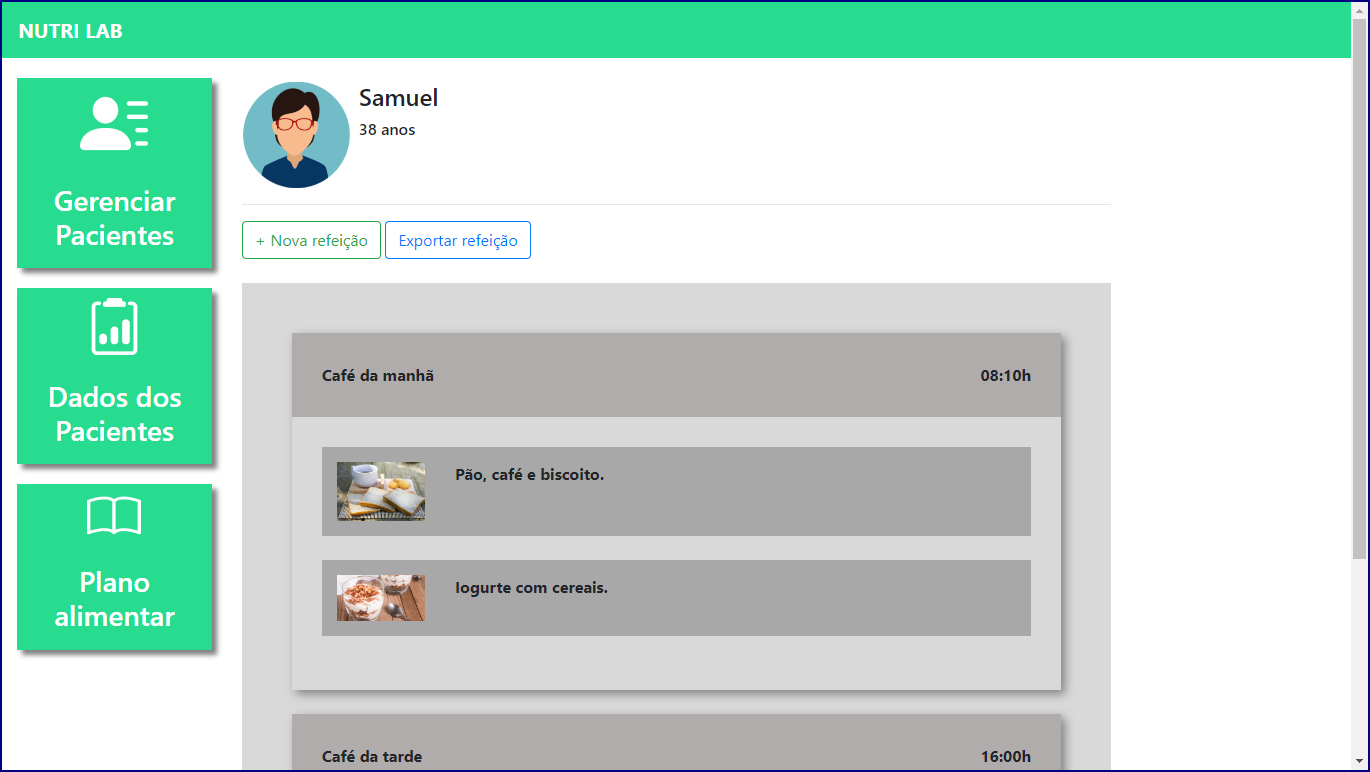 NUTRI LAB
Gerenciar
Pacientes
Dados dos
Pacientes
Plano
alimentar
Samuel
38 anos
+ Nova refeição
Exportar refeição
Café da manhã
08:10h
Pão, café e biscoito.
Iogurte com cereais.
Café da tarde
16:00h